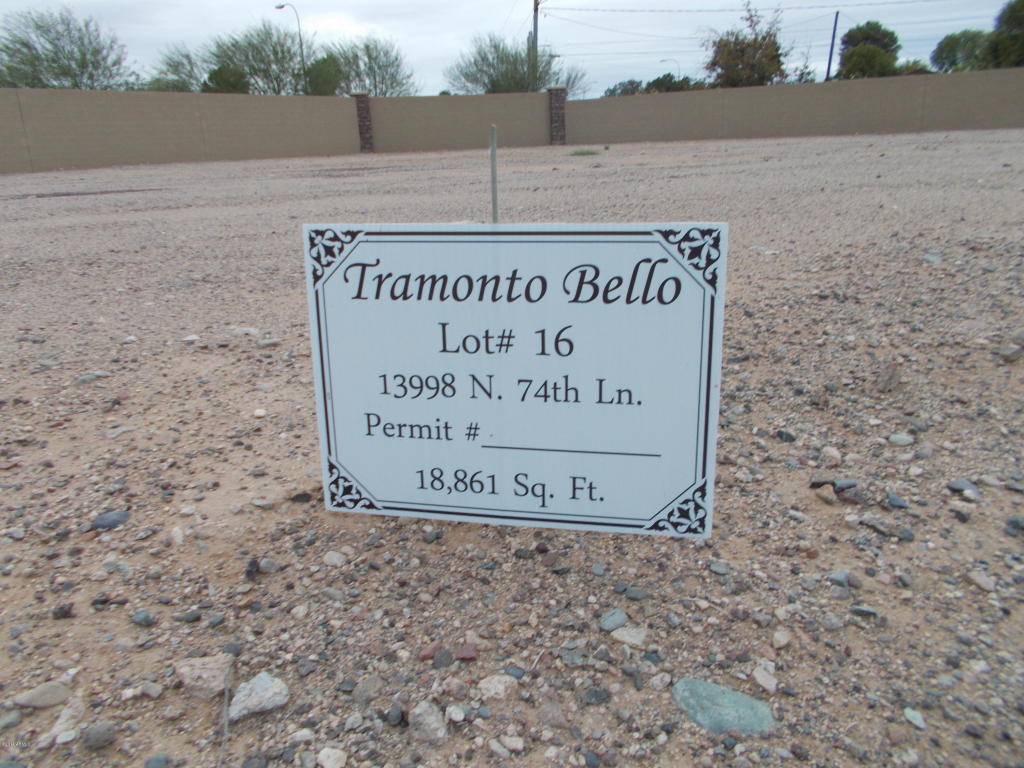 Tramonto Bello
Lot# 16
13998 N. 74th Ln.
Permit #
18,861 Sq. Ft.